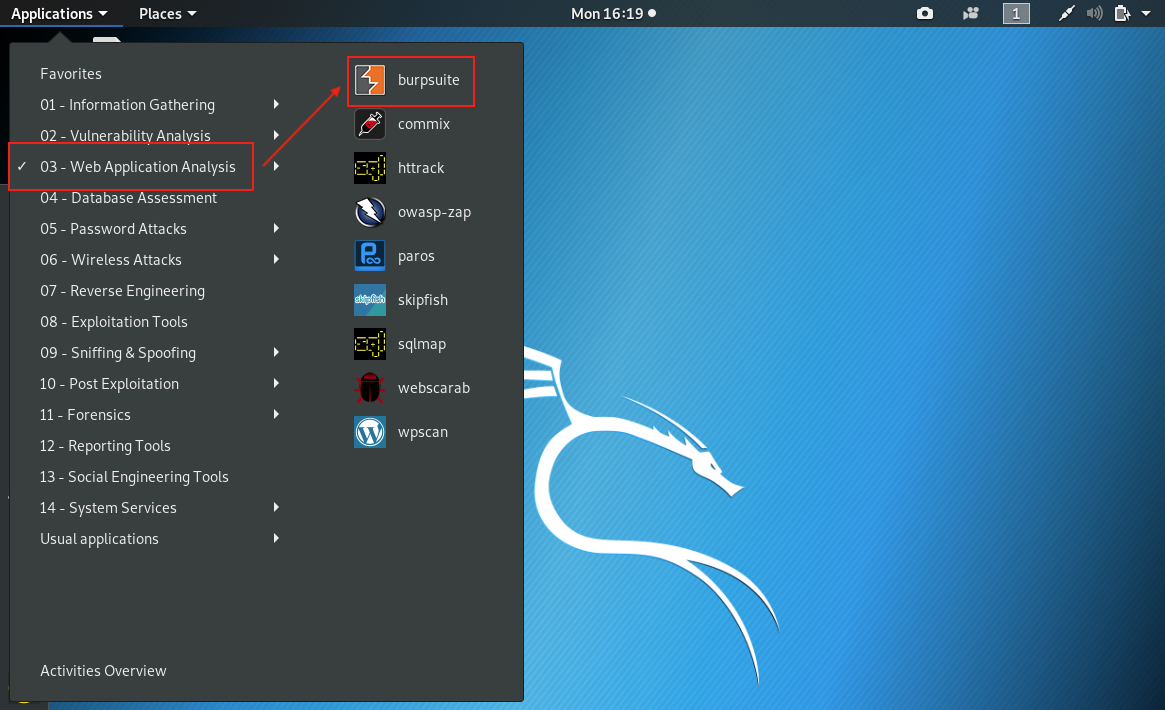 Applications Places Mon 16:19 1
Favorites
01 - Information Gathering
02 - Vulnerability Analysis
✓ 03 - Web Application Analysis
04 - Database Assessment
05 - Password Attacks
06 - Wireless Attacks
07 - Reverse Engineering
08 - Exploitation Tools
09 - Sniffing & Spoofing
10 - Post Exploitation
11 - Forensics
12 - Reporting Tools
13 - Social Engineering Tools
14 - System Services
Usual applications
Activities Overview
burpsuite
commix
sql httrack
owasp-zap
P paros
skipfish skipfish
sql sqlmap
webscarab
W wpscan